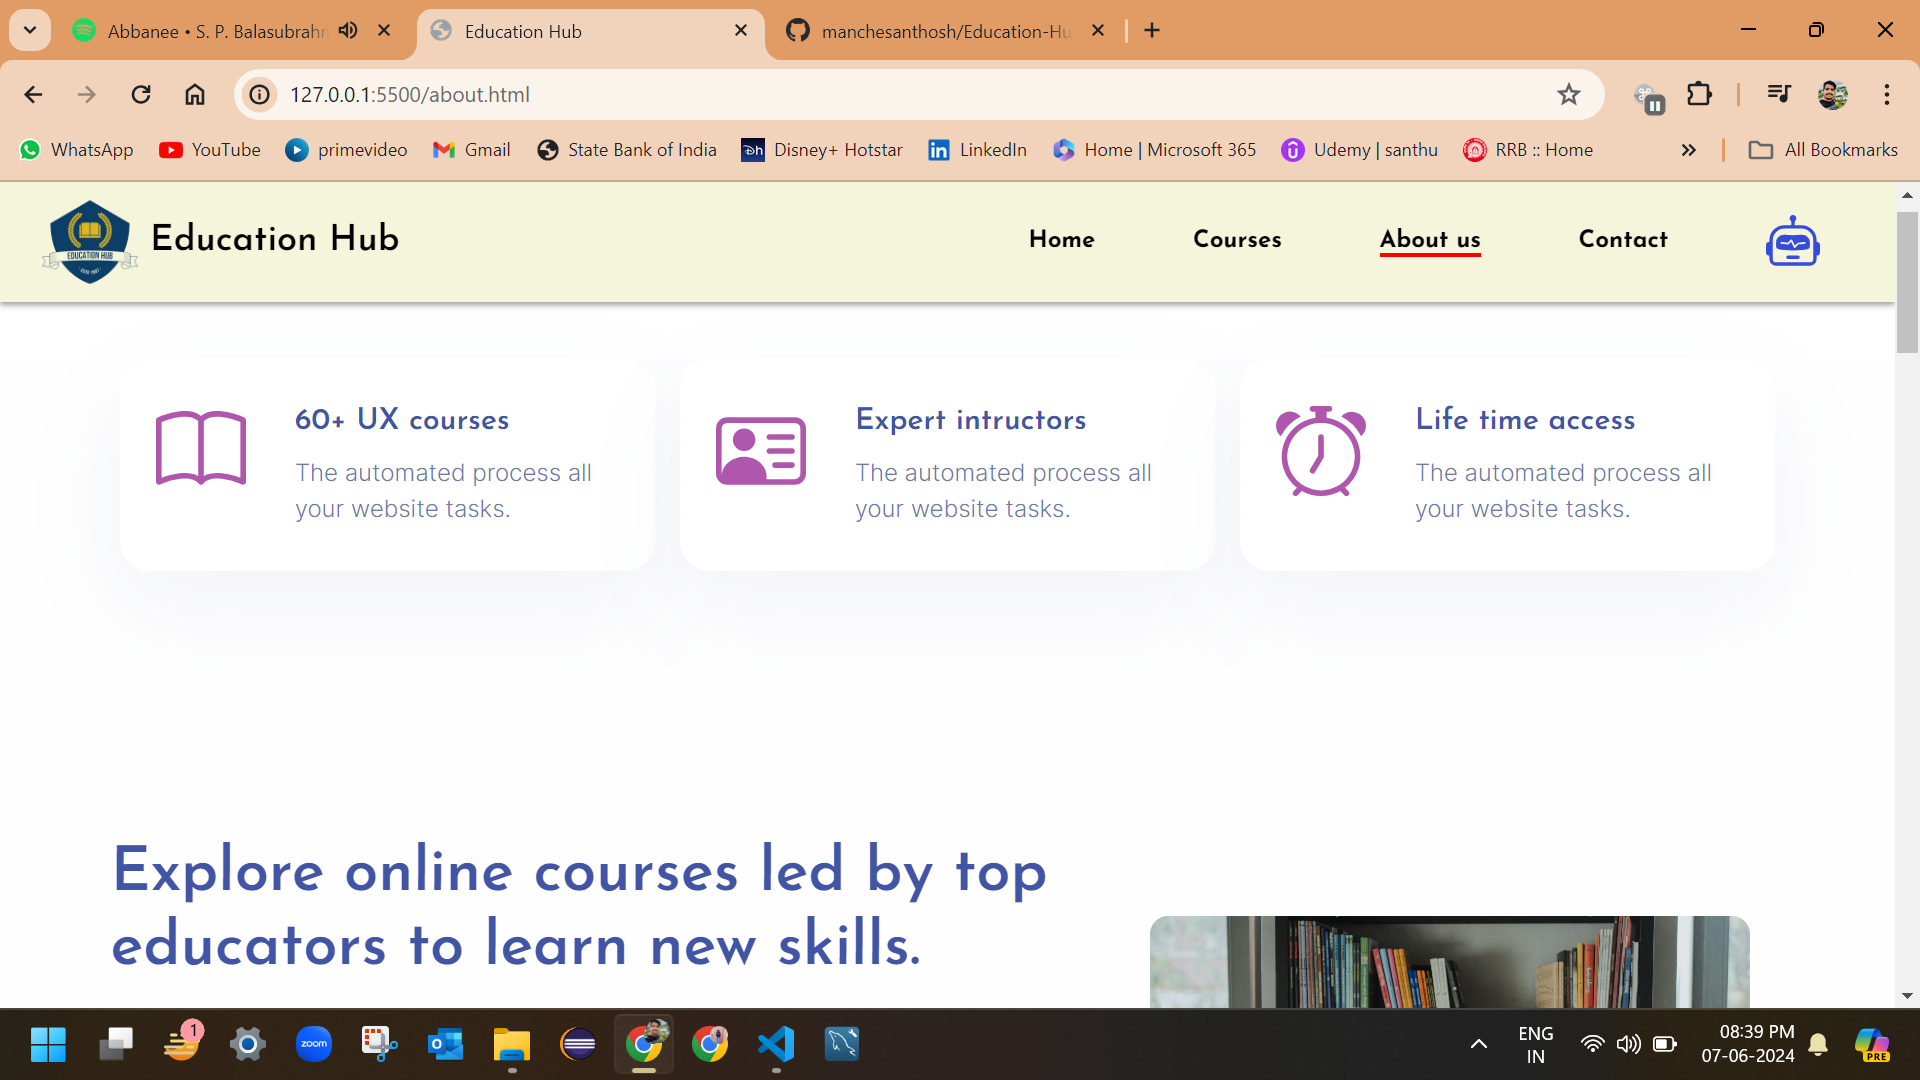 Abbanee • S. P. Balasubrahm
Education Hub
manchesanthosh/Education-Hu
127.0.0.1:5500/about.html
WhatsApp
YouTube
primevideo
Gmail
State Bank of India
Disney+ Hotstar
LinkedIn
Home | Microsoft 365
Udemy | santhu
RRB :: Home
All Bookmarks
EDUCATION HUB
Education Hub
Home
Courses
About us
Contact
60+ UX courses
The automated process all
your website tasks.
Expert intructors
The automated process all
your website tasks.
Life time access
The automated process all
your website tasks.
Explore online courses led by top
educators to learn new skills.
1
zoom
ENG
IN
08:39 PM
07-06-2024
PRE